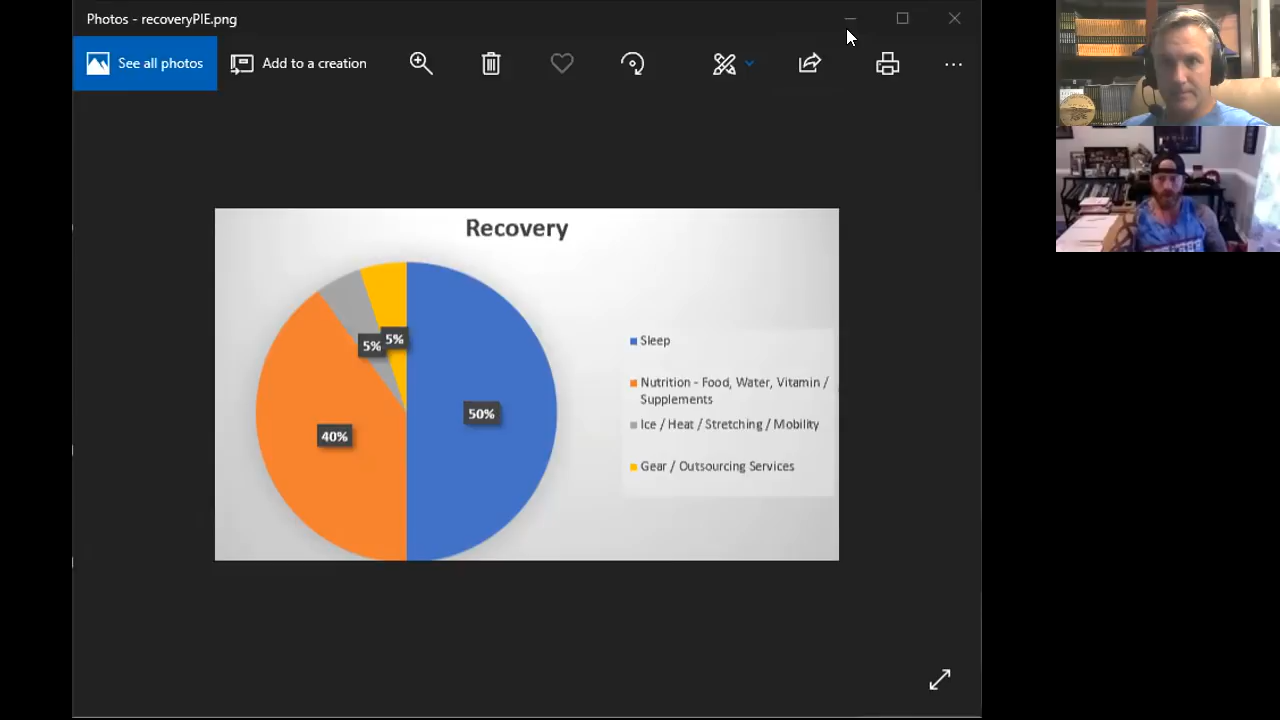 Photos - recoveryPIE.png
See all photos
Add to a creation
Recovery
5%
5%
50%
40%
Sleep
Nutrition - Food, Water, Vitamin /
Supplements
Ice / Heat / Stretching / Mobility
Gear / Outsourcing Services